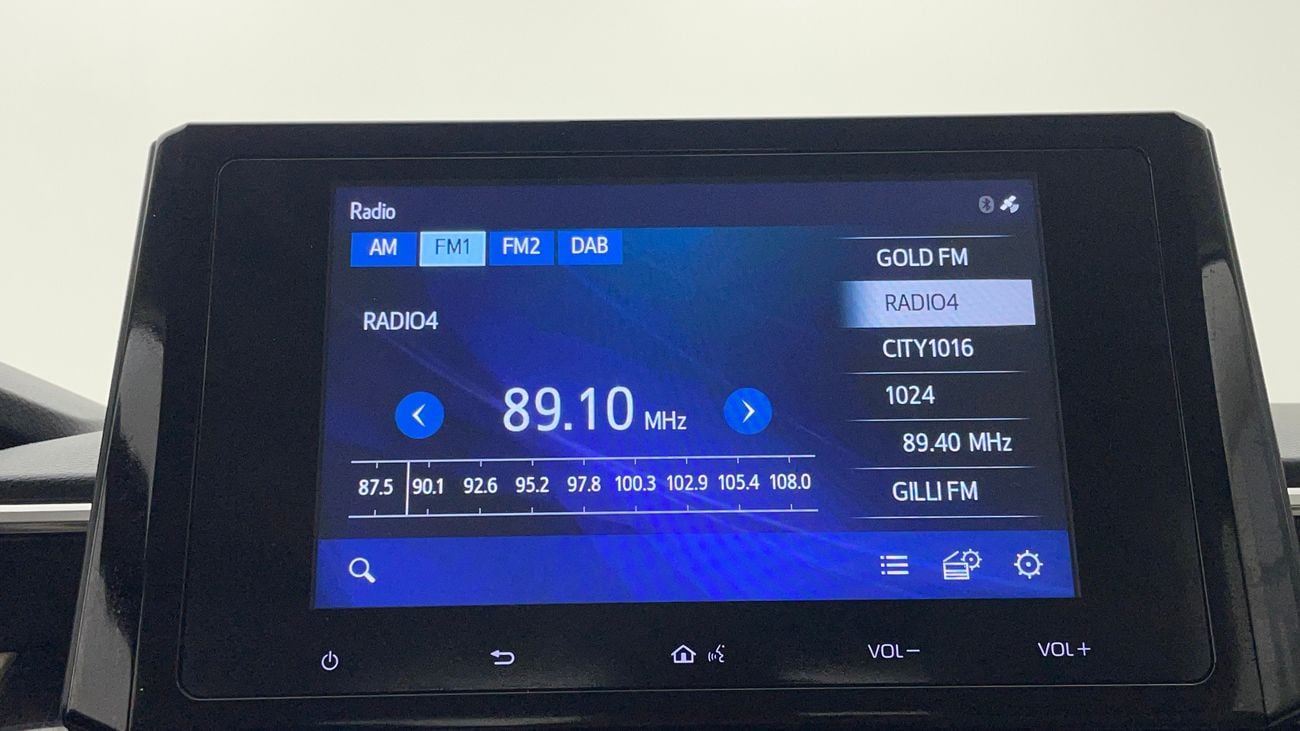 Radio
AM FM1 FM2 DAB
RADIO4
89.10 MHz
87.5 90.1 92.6 95.2 97.8 100.3 102.9 105.4 108.0
GOLD FM
RADIO4
CITY1016
1024
89.40 MHz
GILLI FM
VOL− VOL+